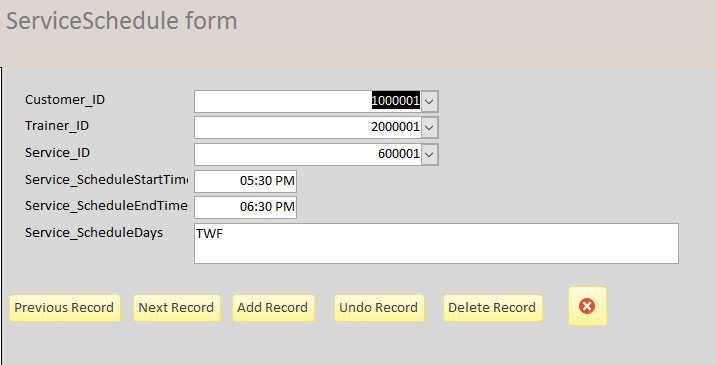 ServiceSchedule form
Customer_ID 1000001
Trainer_ID 2000001
Service_ID 600001
Service_ScheduleStartTime 05:30 PM
Service_ScheduleEndTime 06:30 PM
Service_ScheduleDays TWF
Previous Record Next Record Add Record Undo Record Delete Record